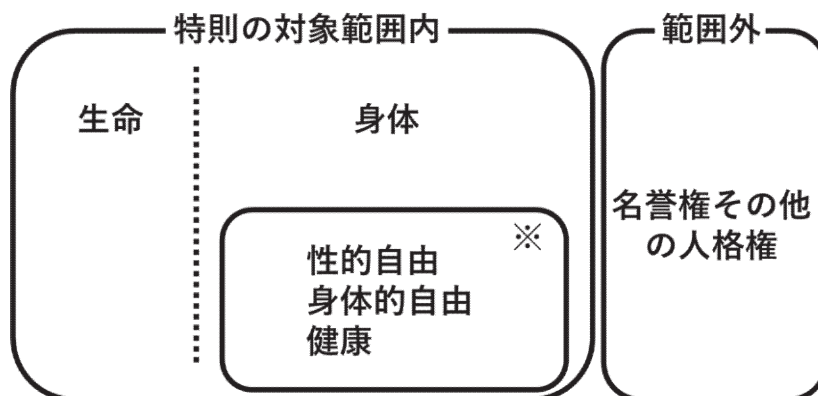 特則の対象範囲内
範囲外
生命
身体
※
性的自由
身体的自由
健康
名誉権その他
の人格権